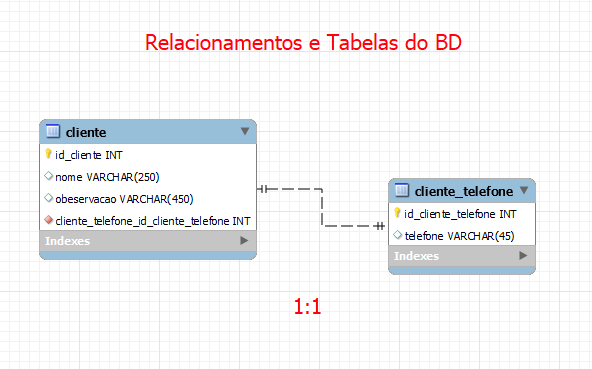 Relacionamentos e Tabelas do BD
cliente
id_cliente INT
nome VARCHAR(250)
obeservacao VARCHAR(450)
cliente_telefone_id_cliente_telefone INT
Indexes
cliente_telefone
id_cliente_telefone INT
telefone VARCHAR(45)
Indexes
1:1